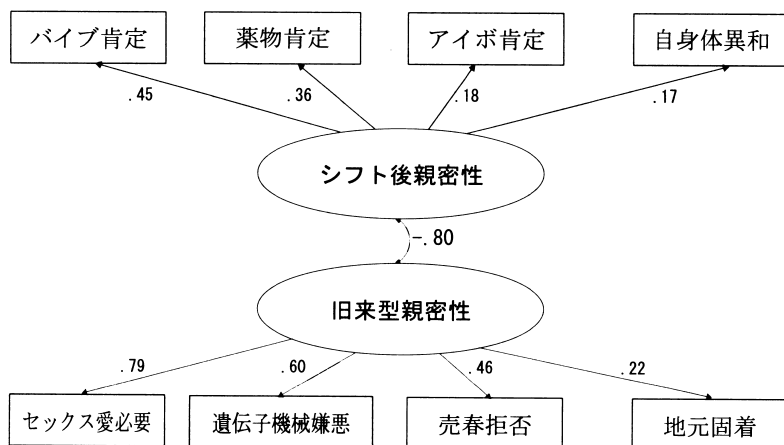 バイブ肯定 薬物肯定 アイボ肯定 自身体異和
.45 .36 .18 .17
シフト後親密性
-.80
旧来型親密性
.79 .60 .46 .22
セックス愛必要 遺伝子機械嫌悪 売春拒否 地元固着